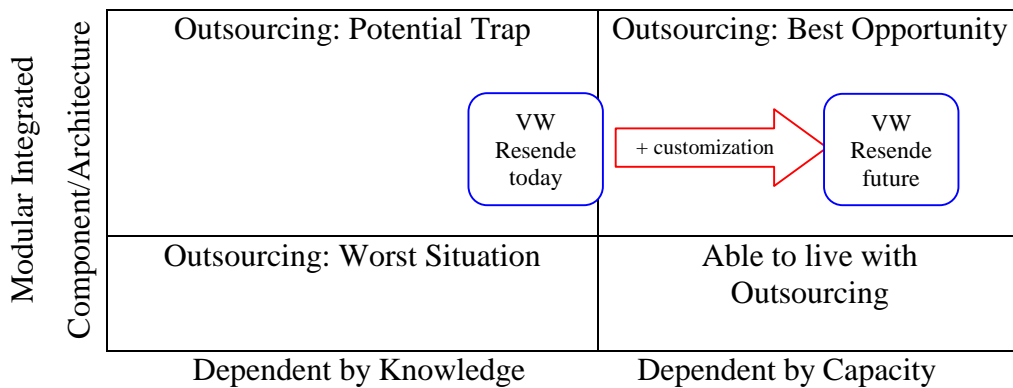 Outsourcing: Potential Trap
Outsourcing: Best Opportunity
VW
Resende
today
+ customization
VW
Resende
future
Modular Integrated
Component/Architecture
Outsourcing: Worst Situation
Able to live with
Outsourcing
Dependent by Knowledge
Dependent by Capacity